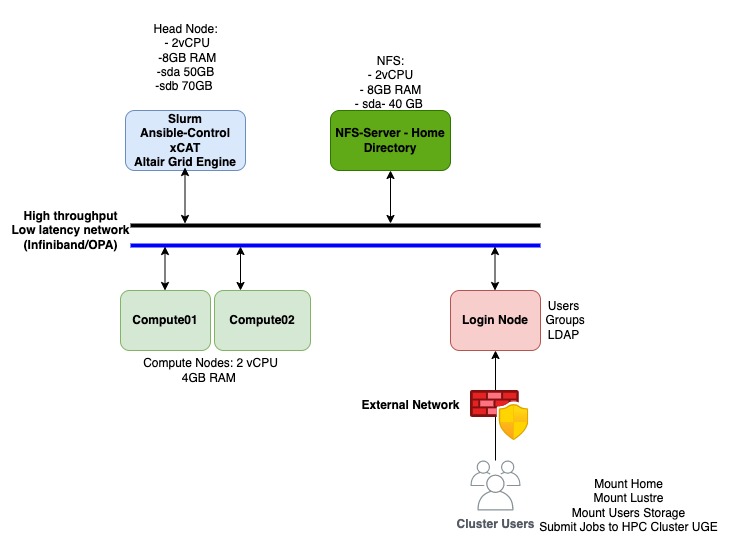 Head Node:
- 2vCPU
-8GB RAM
-sda 50GB
-sdb 70GB
NFS:
- 2vCPU
- 8GB RAM
- sda- 40 GB
Slurm
Ansible-Control
xCAT
Altair Grid Engine
NFS-Server - Home
Directory
High throughput
Low latency network
(Infiniband/OPA)
Compute01
Compute02
Login Node
Users
Groups
LDAP
Compute Nodes: 2 vCPU
4GB RAM
External Network
Cluster Users
Mount Home
Mount Lustre
Mount Users Storage
Submit Jobs to HPC Cluster UGE